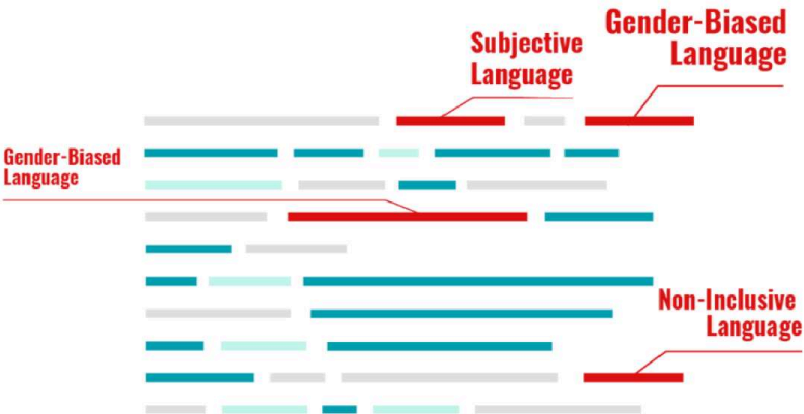 Subjective
Language
Gender-Biased
Language
Gender-Biased
Language
Non-Inclusive
Language